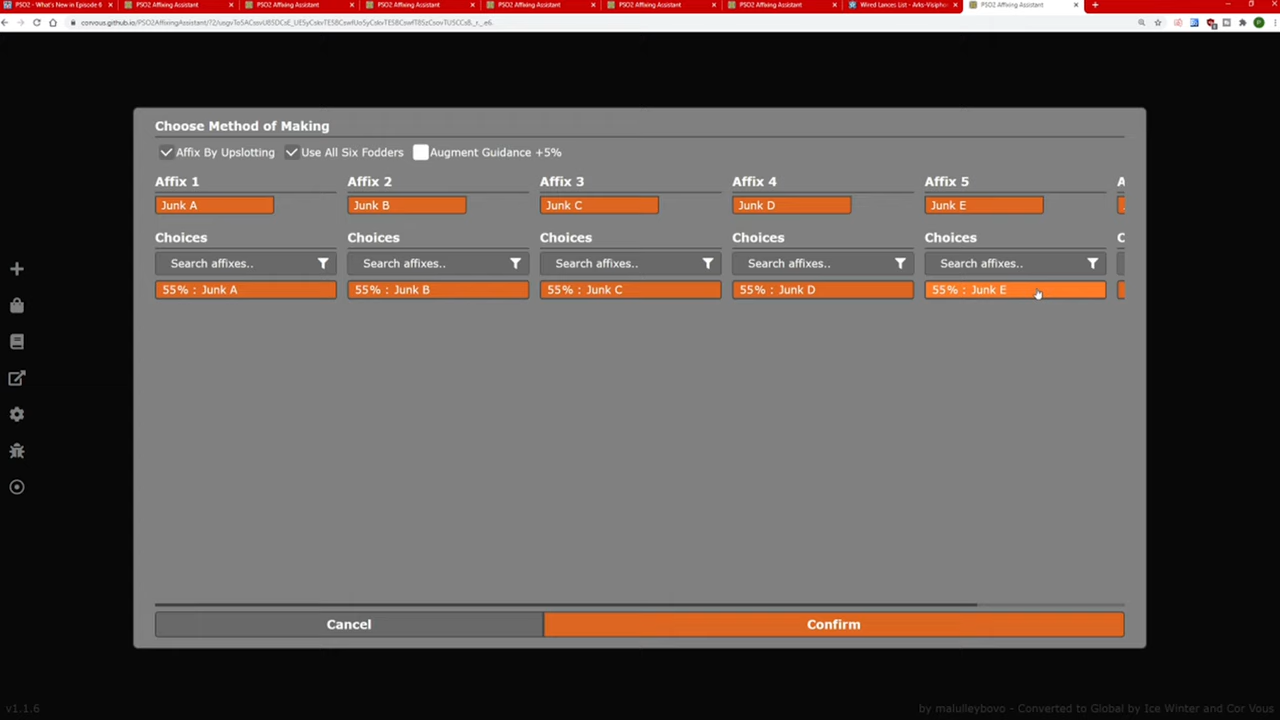 PSO2 - What's New in Episode 6
PSO2 Affixing Assistant
PSO2 Affixing Assistant
PSO2 Affixing Assistant
PSO2 Affixing Assistant
PSO2 Affixing Assistant
PSO2 Affixing Assistant
Wired Lances List - Arks-Visiphon
PSO2 Affixing Assistant
Choose Method of Making
Affix By Upslotting Use All Six Fodders Augment Guidance +5%
Affix 1 Affix 2 Affix 3 Affix 4 Affix 5 A
Junk A Junk B Junk C Junk D Junk E
Choices Choices Choices Choices Choices C
Search affixes.. Search affixes.. Search affixes.. Search affixes.. Search affixes..
55% : Junk A 55% : Junk B 55% : Junk C 55% : Junk D 55% : Junk E
Cancel Confirm
v1.1.6
by malulleybovo - Converted to Global by Ice Winter and Cor Vous